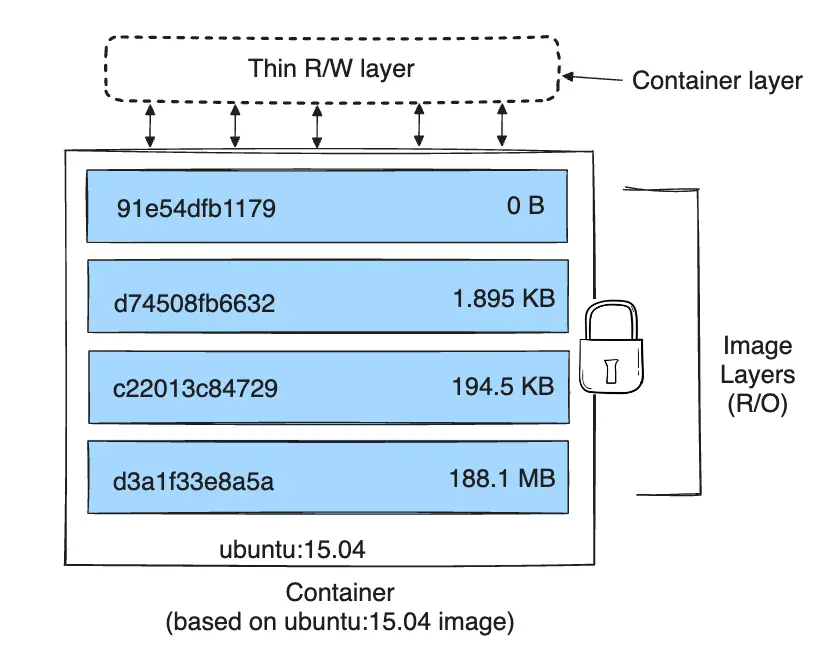 Thin R/W layer
Container layer
91e54dfb1179 0 B
d74508fb6632 1.895 KB
c22013c84729 194.5 KB
d3a1f33e8a5a 188.1 MB
Image
Layers
(R/O)
ubuntu:15.04
Container
(based on ubuntu:15.04 image)